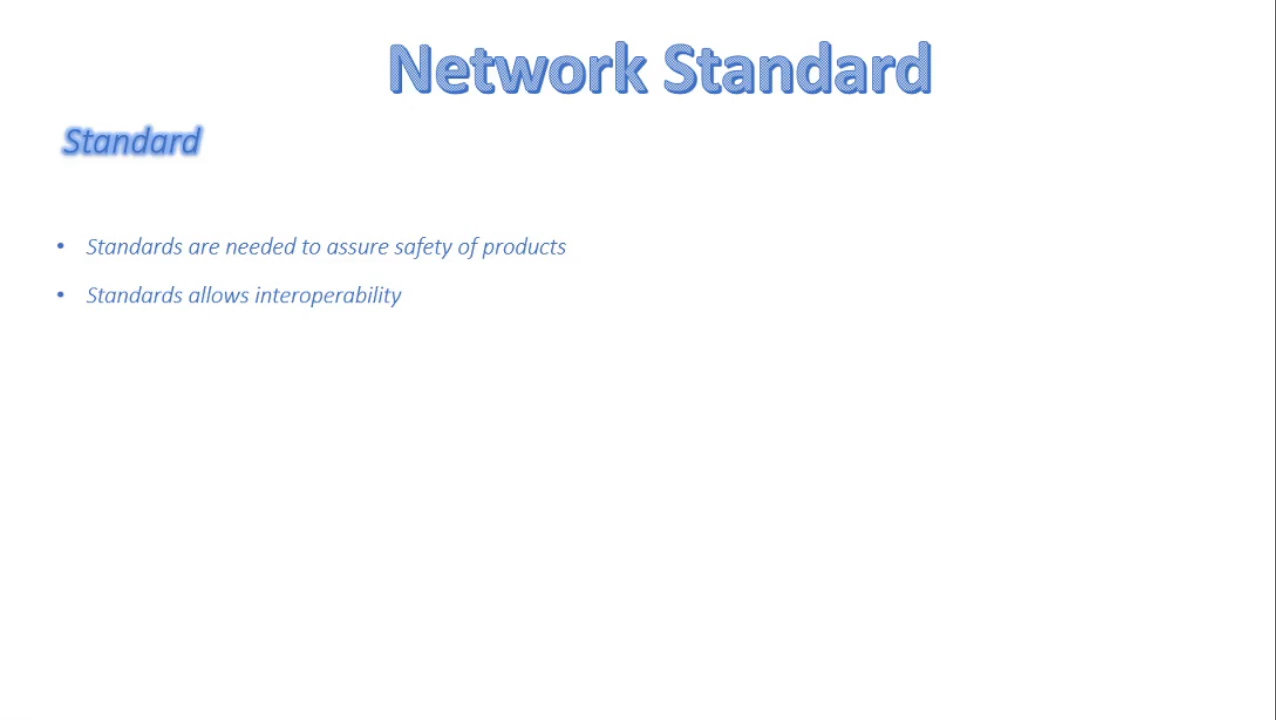 Network Standard
Standard
• Standards are needed to assure safety of products
• Standards allows interoperability